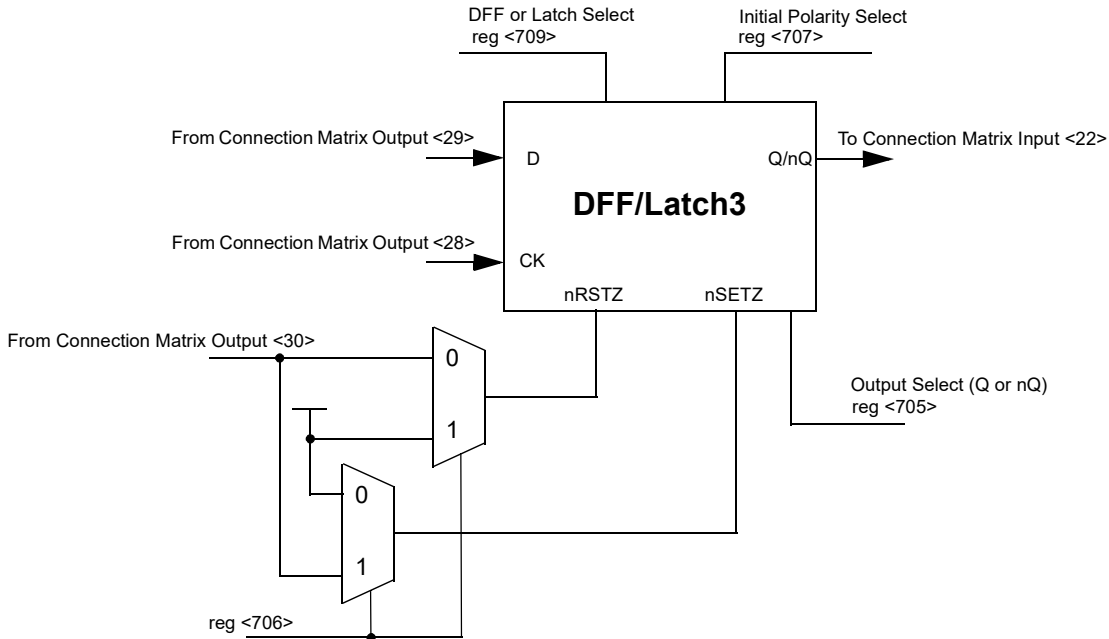 DFF or Latch Select
reg <709>
Initial Polarity Select
reg <707>
From Connection Matrix Output <29>
D
Q/nQ
To Connection Matrix Input <22>
DFF/Latch3
From Connection Matrix Output <28>
CK
nRSTZ
nSETZ
From Connection Matrix Output <30>
0
1
Output Select (Q or nQ)
reg <705>
0
1
reg <706>